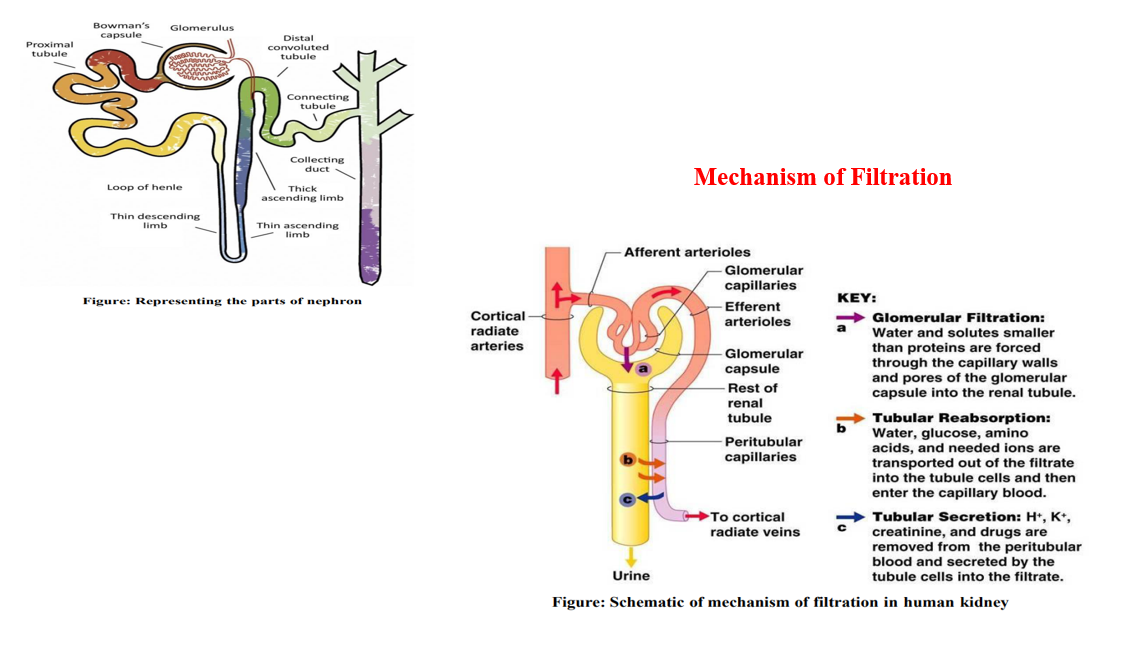 Bowman's
capsule
Glomerulus
Proximal
tubule
Distal
convoluted
tubule
Connecting
tubule
Collecting
duct
Loop of henle
Thick
ascending limb
Thin descending
limb
Thin ascending
limb
Figure: Representing the parts of nephron
Mechanism of Filtration
Afferent arterioles
Glomerular
capillaries
Efferent
arterioles
Cortical
radiate
arteries
Glomerular
capsule
a
Rest of
renal
tubule
Peritubular
capillaries
b
c
To cortical
radiate veins
Urine
KEY:
a
Glomerular Filtration:
Water and solutes smaller
than proteins are forced
through the capillary walls
and pores of the glomerular
capsule into the renal tubule.
b
Tubular Reabsorption:
Water, glucose, amino
acids, and needed ions are
transported out of the filtrate
into the tubule cells and then
enter the capillary blood.
c
Tubular Secretion: H⁺, K⁺,
creatinine, and drugs are
removed from the peritubular
blood and secreted by the
tubule cells into the filtrate.
Figure: Schematic of mechanism of filtration in human kidney